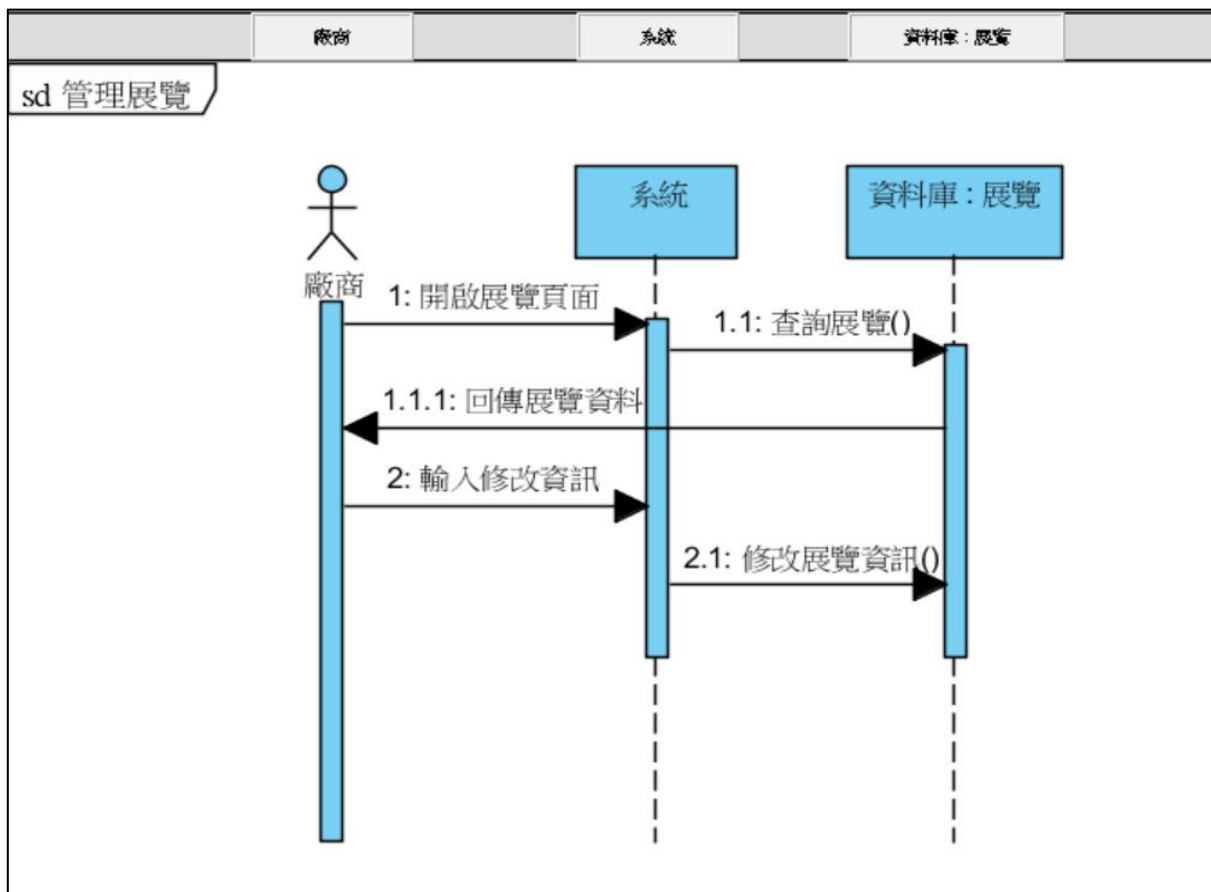 廠商
系統
資料庫 : 展覽
sd 管理展覽
系統
資料庫 : 展覽
廠商
1: 開啟展覽頁面
1.1: 查詢展覽()
1.1.1: 回傳展覽資料
2: 輸入修改資訊
2.1: 修改展覽資訊()